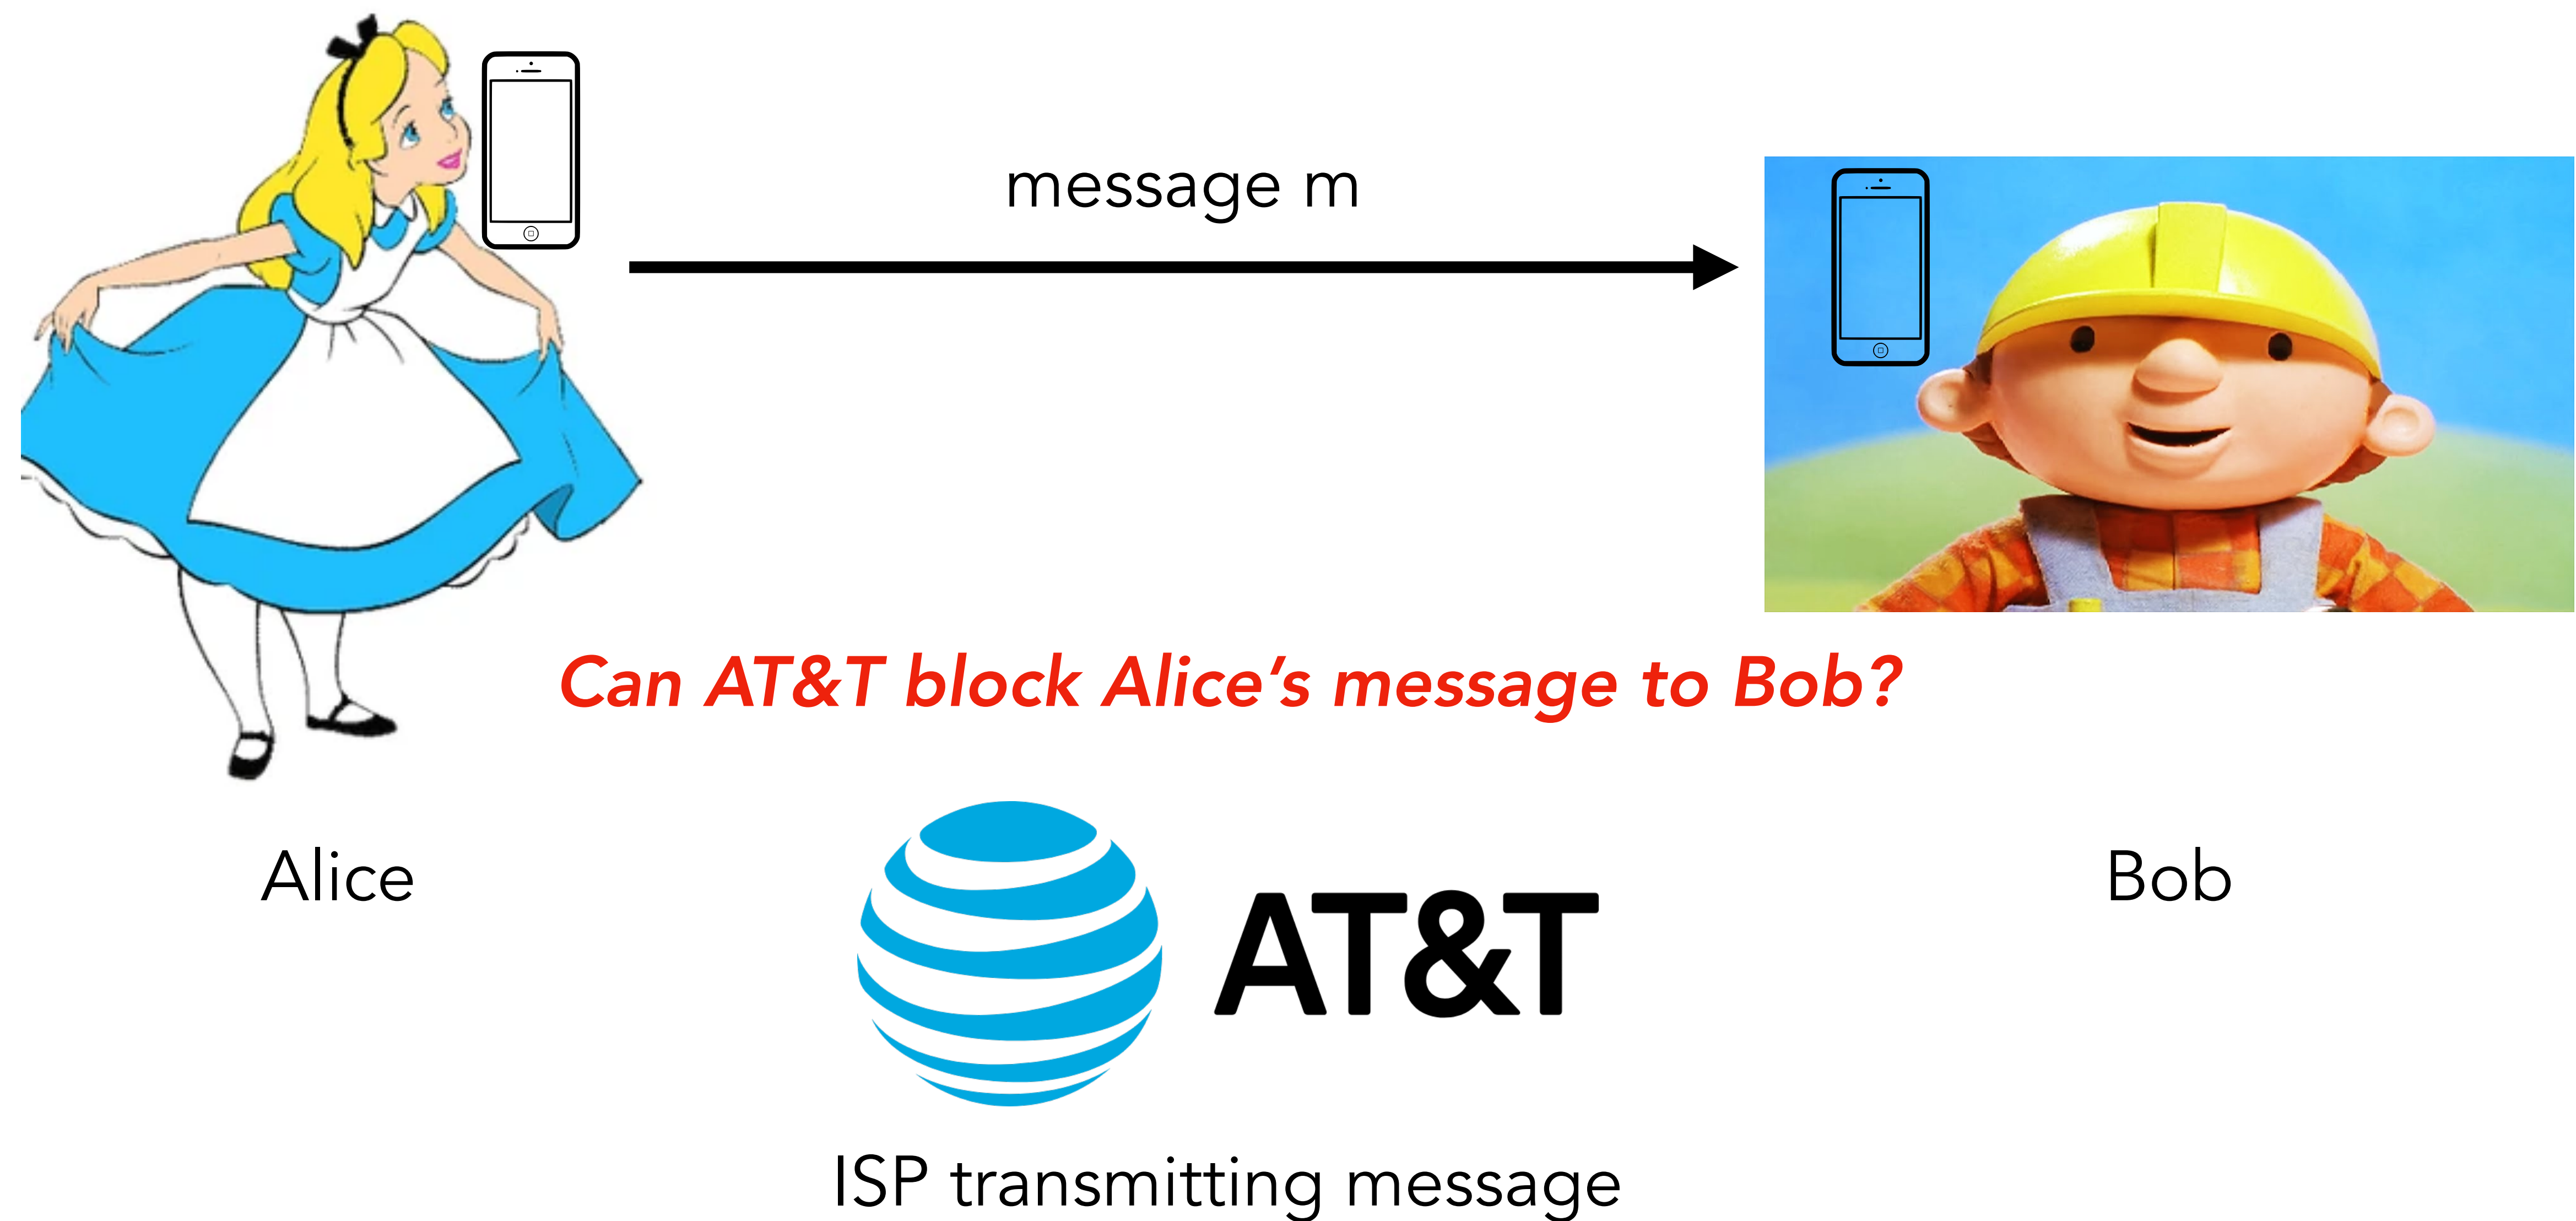 message m
Can AT&T block Alice’s message to Bob?
Alice
Bob
AT&T
ISP transmitting message